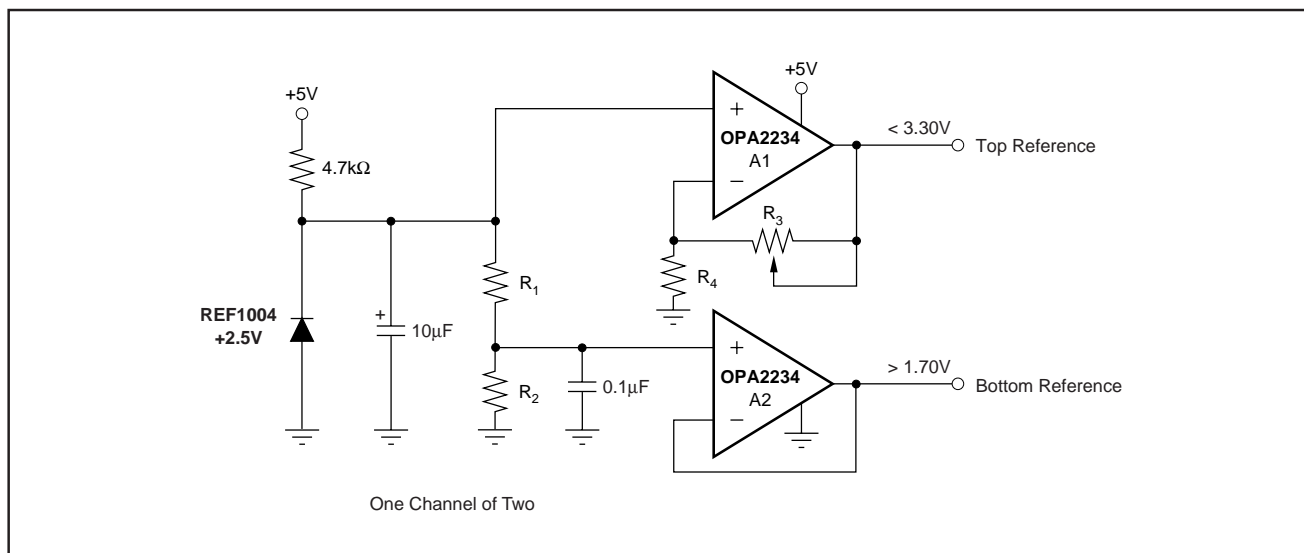 +5V
4.7kΩ
REF1004
+2.5V
+
10µF
R1
R2
0.1µF
+5V
+
OPA2234
A1
−
R3
R4
< 3.30V
Top Reference
+
OPA2234
A2
−
> 1.70V
Bottom Reference
One Channel of Two